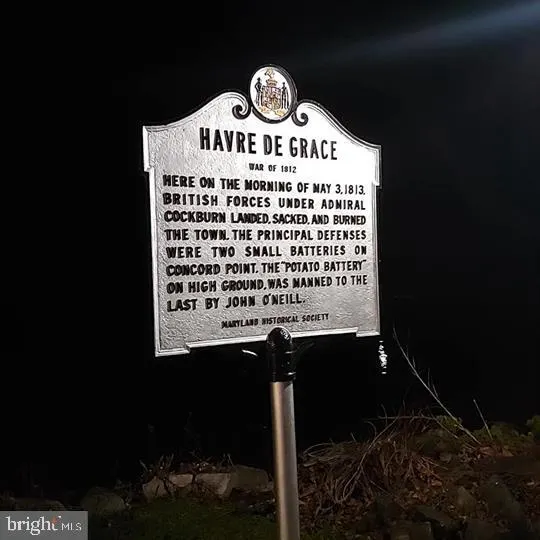 HAVRE DE GRACE
WAR OF 1812
HERE ON THE MORNING OF MAY 3,1813,
BRITISH FORCES UNDER ADMIRAL
COCKBURN LANDED, SACKED, AND BURNED
THE TOWN. THE PRINCIPAL DEFENSES
WERE TWO SMALL BATTERIES ON
CONCORD POINT. THE "POTATO BATTERY"
ON HIGH GROUND, WAS MANNED TO THE
LAST BY JOHN O'NEILL.
MARYLAND HISTORICAL SOCIETY
bright MLS